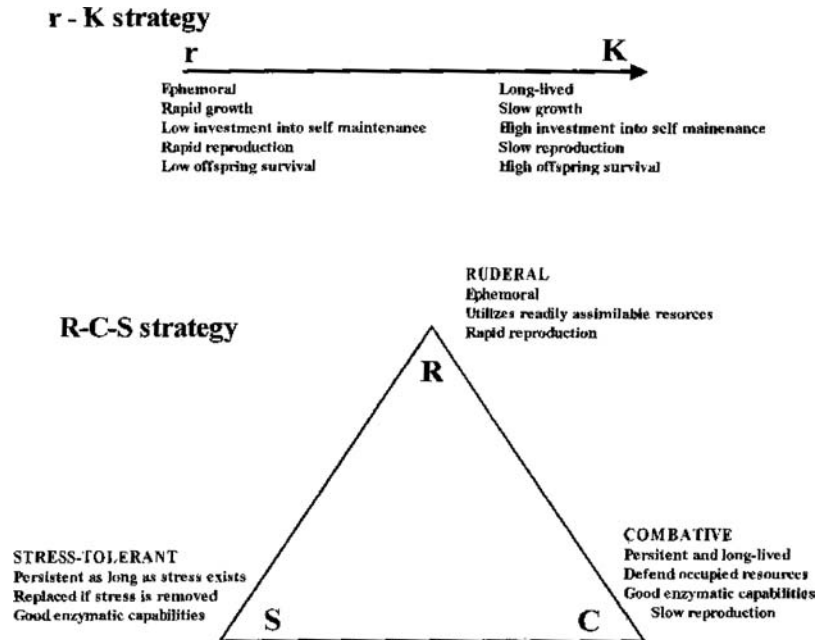 r - K strategy
r
K
Ephemoral
Rapid growth
Low investment into self maintenance
Rapid reproduction
Low offspring survival
Long-lived
Slow growth
High investment into self mainenance
Slow reproduction
High offspring survival
R-C-S strategy
RUDERAL
Ephemoral
Utilizes readily assimilable resorces
Rapid reproduction
R
STRESS-TOLERANT
Persistent as long as stress exists
Replaced if stress is removed
Good enzymatic capabilities
S
C
COMBATIVE
Persitent and long-lived
Defend occupied resources
Good enzymatic capabilities
Slow reproduction